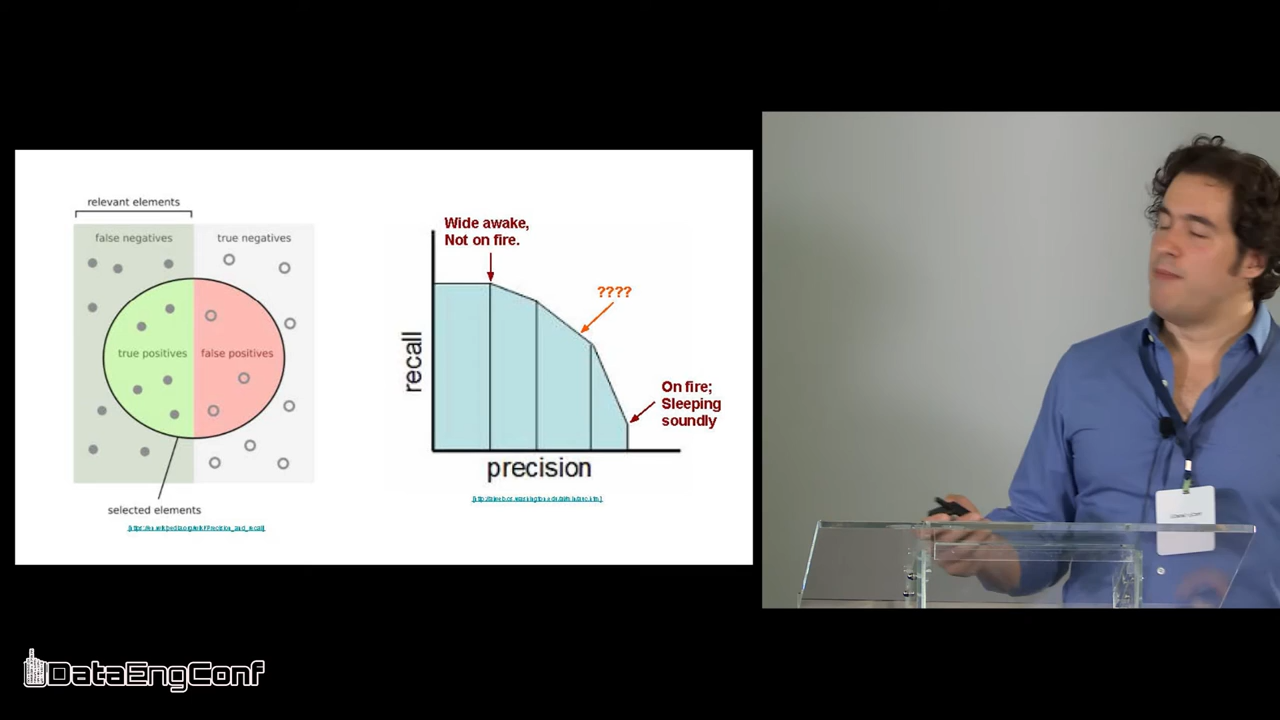 relevant elements
false negatives
true negatives
true positives
false positives
selected elements
Wide awake,
Not on fire.
????
On fire;
Sleeping
soundly
recall
precision
DataEngConf